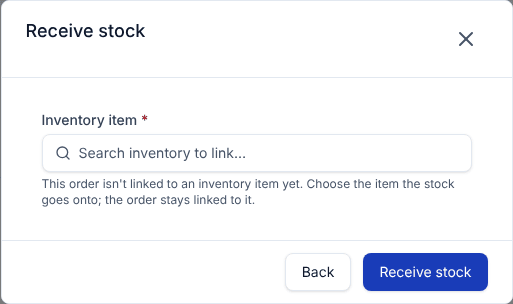 Receive stock
Inventory item *
Search inventory to link...
This order isn't linked to an inventory item yet. Choose the item the stock
goes onto; the order stays linked to it.
Back
Receive stock